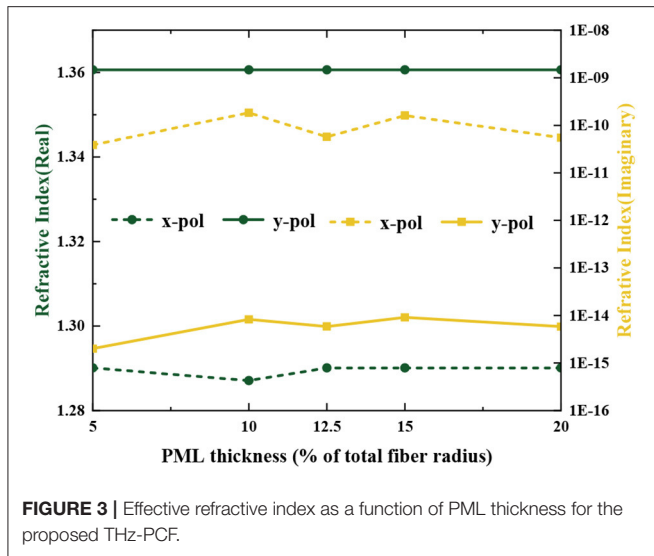 1.36
1.34
1.32
1.30
1.28
Refractive Index(Real)
x-pol y-pol x-pol y-pol
1E-08
1E-09
1E-10
1E-11
1E-12
1E-13
1E-14
1E-15
1E-16
Refrative Index(Imaginary)
5 10 12.5 15 20
PML thickness (% of total fiber radius)
FIGURE 3 | Effective refractive index as a function of PML thickness for the
proposed THz-PCF.